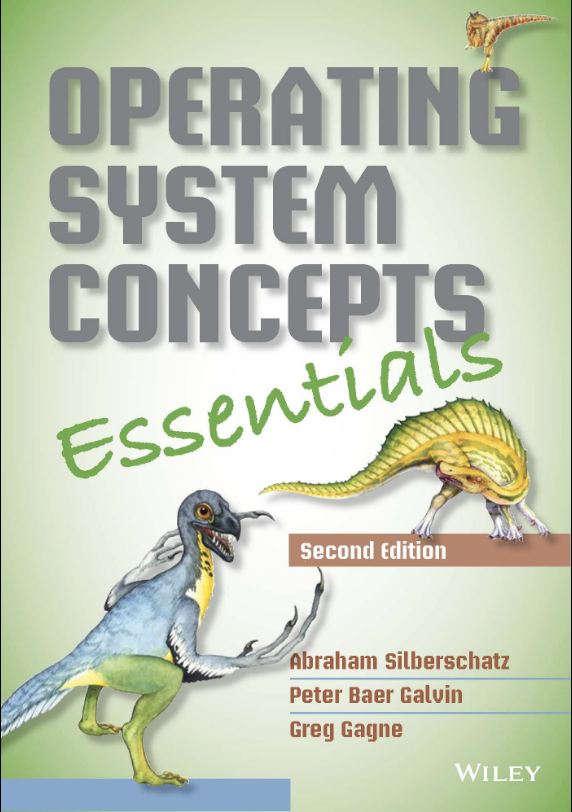 OPERATING
SYSTEM
CONCEPTS
Essentials
Second Edition
Abraham Silberschatz
Peter Baer Galvin
Greg Gagne
WILEY